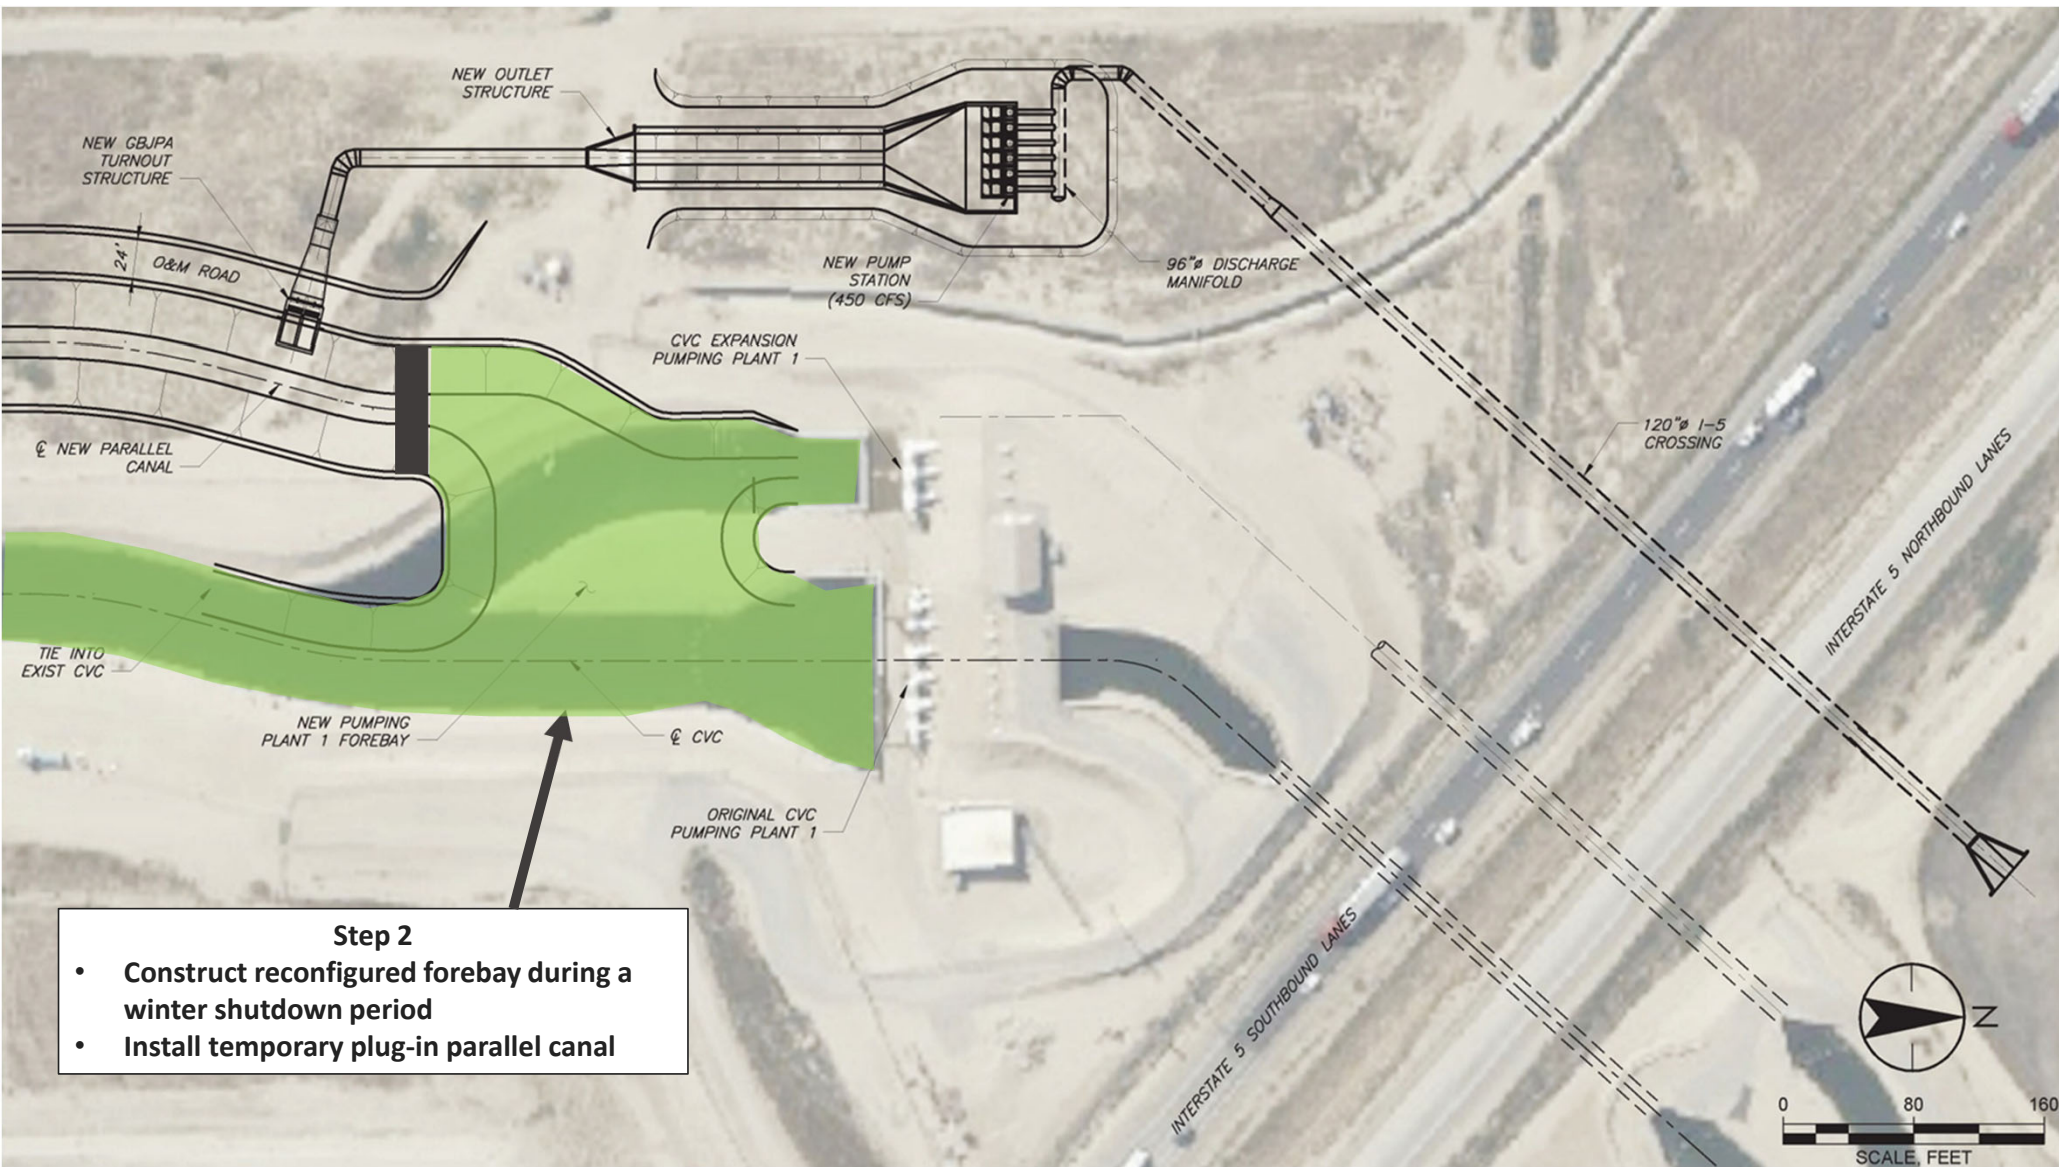 NEW OUTLET
STRUCTURE
NEW GBJPA
TURNOUT
STRUCTURE
24'
O&M ROAD
NEW PUMP
STATION
(450 CFS)
96"ø DISCHARGE
MANIFOLD
CVC EXPANSION
PUMPING PLANT 1
120"ø I-5
CROSSING
℄ NEW PARALLEL
CANAL
INTERSTATE 5 NORTHBOUND LANES
TIE INTO
EXIST CVC
NEW PUMPING
PLANT 1 FOREBAY
℄ CVC
ORIGINAL CVC
PUMPING PLANT 1
INTERSTATE 5 SOUTHBOUND LANES
Step 2
• Construct reconfigured forebay during a
winter shutdown period
• Install temporary plug-in parallel canal
N
0 80 160
SCALE, FEET